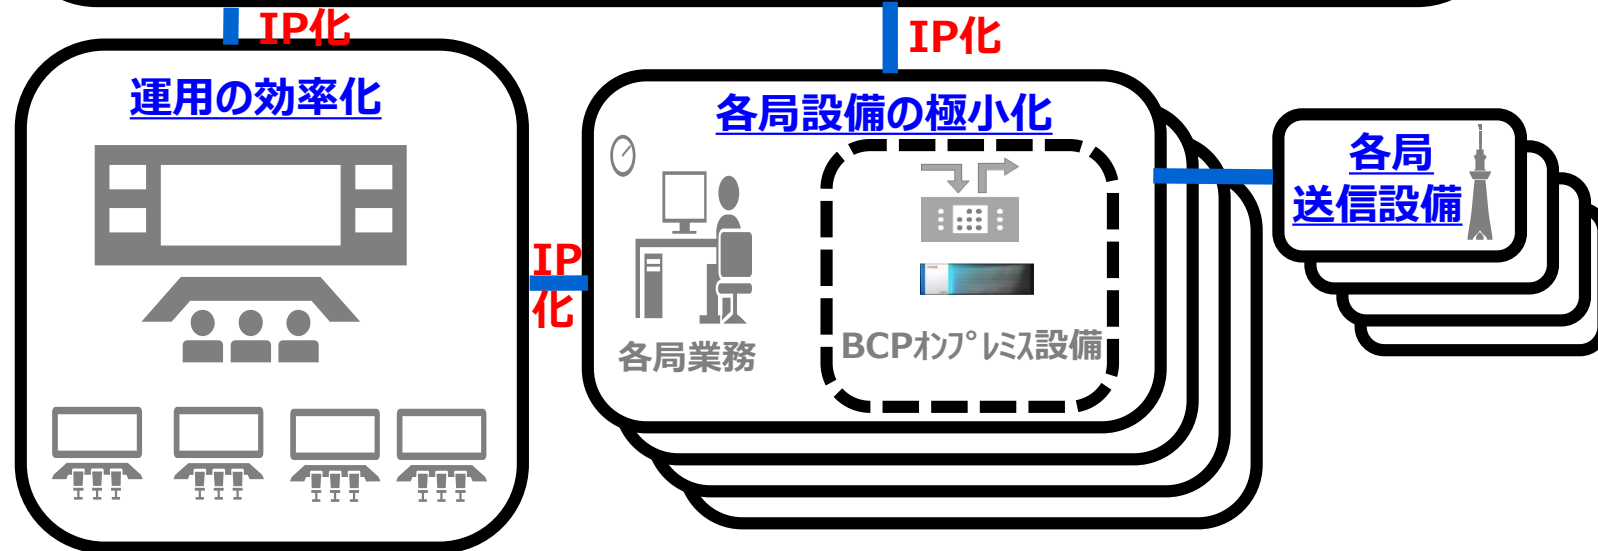 IP化
IP化
運用の効率化
各局設備の極小化
各局
送信設備
IP
化
各局業務
BCPオンプレミス設備